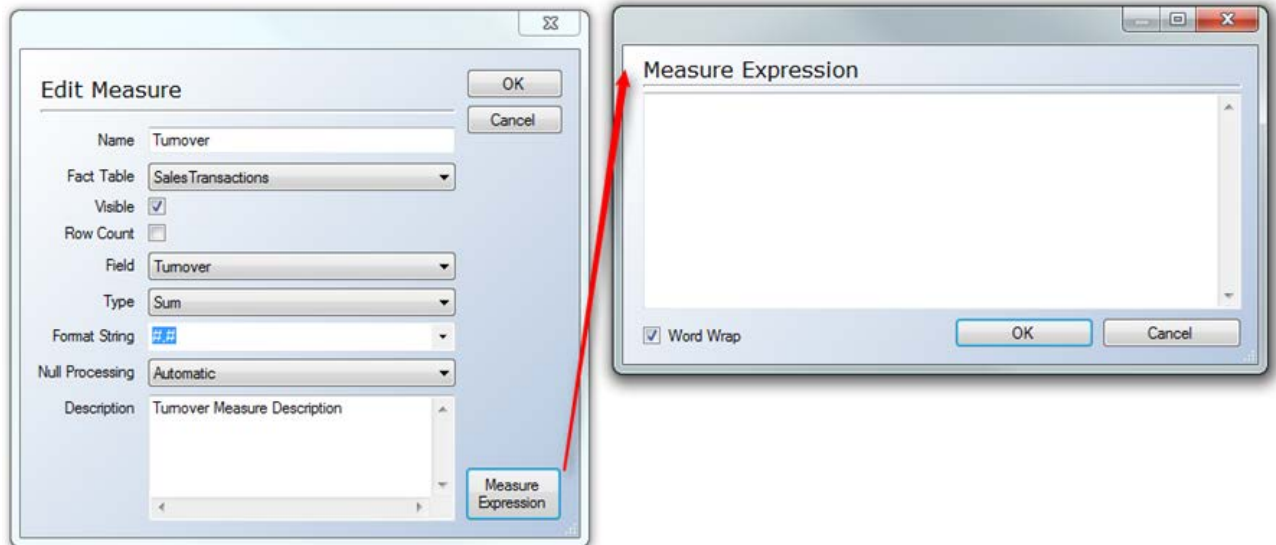 Edit Measure
OK
Cancel
Name Turnover
Fact Table SalesTransactions
Visible
Row Count
Field Turnover
Type Sum
Format String #,#
Null Processing Automatic
Description Turnover Measure Description
Measure
Expression
Measure Expression
Word Wrap OK Cancel